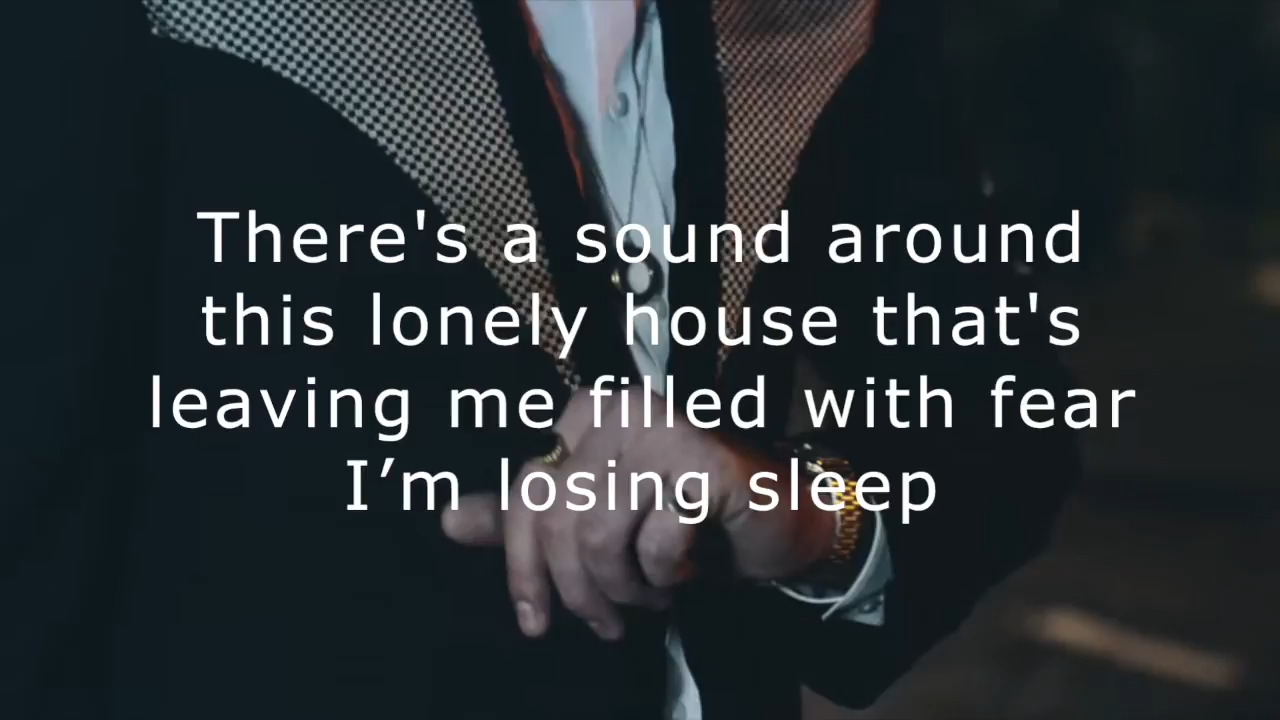 There's a sound around
this lonely house that's
leaving me filled with fear
I’m losing sleep